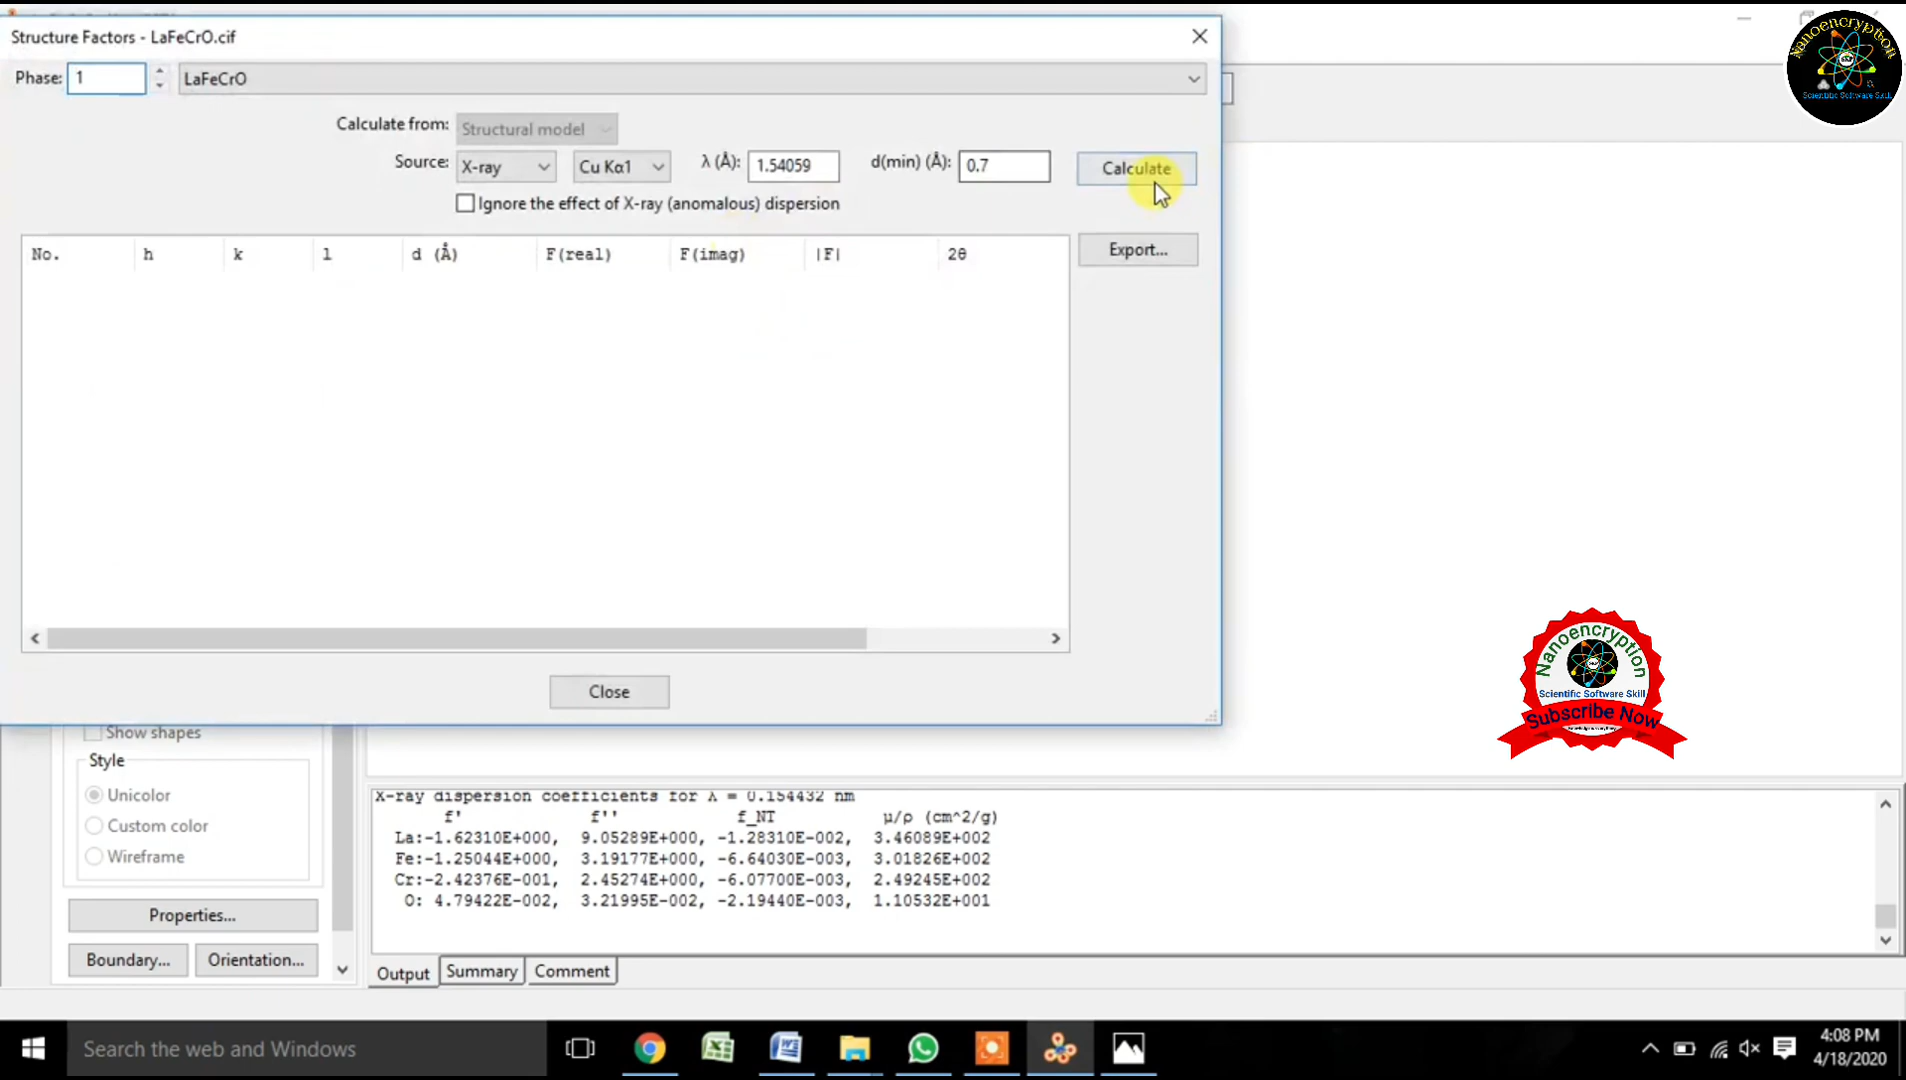 Structure Factors - LaFeCrO.cif
Phase: 1 LaFeCrO
Calculate from: Structural model
Source: X-ray Cu Kα1 λ (Å): 1.54059 d(min) (Å): 0.7 Calculate
Ignore the effect of X-ray (anomalous) dispersion
No. h k l d (Å) F(real) F(imag) |F| 2θ
Export...
Close
Show shapes
Style
Unicolor
Custom color
Wireframe
Properties...
Boundary... Orientation...
X-ray dispersion coefficients for λ = 0.154432 nm
f' f'' f_NT μ/ρ (cm^2/g)
La:-1.62310E+000, 9.05289E+000, -1.28310E-002, 3.46089E+002
Fe:-1.25044E+000, 3.19177E+000, -6.64030E-003, 3.01826E+002
Cr:-2.42376E-001, 2.45274E+000, -6.07700E-003, 2.49245E+002
O: 4.79422E-002, 3.21995E-002, -2.19440E-003, 1.10532E+001
Output Summary Comment
Nanoencryption
Scientific Software Skill
Nanoencryption
Scientific Software Skill
Subscribe Now
Search the web and Windows
4:08 PM
4/18/2020